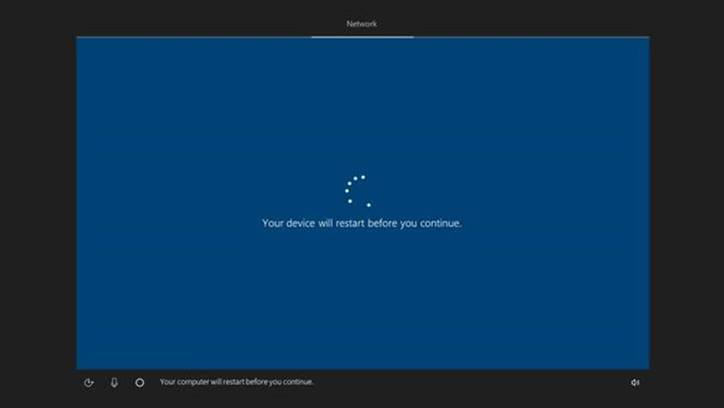 Network
Your device will restart before you continue.
Your computer will restart before you continue.